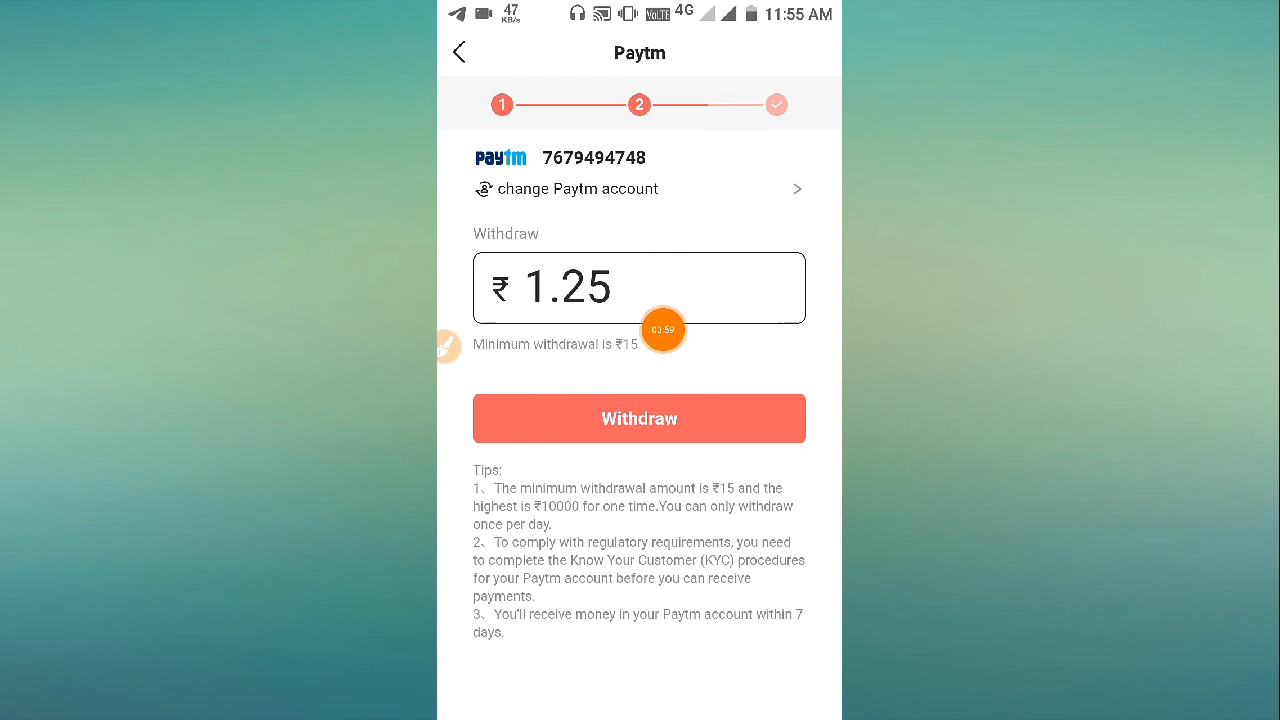 47
KB/s
VoLTE
4G
11:55 AM
Paytm
1
2
paytm 7679494748
change Paytm account
Withdraw
₹ 1.25
03:59
Minimum withdrawal is ₹15
Withdraw
Tips:
1、The minimum withdrawal amount is ₹15 and the
highest is ₹10000 for one time.You can only withdraw
once per day.
2、To comply with regulatory requirements, you need
to complete the Know Your Customer (KYC) procedures
for your Paytm account before you can receive
payments.
3、You'll receive money in your Paytm account within 7
days.